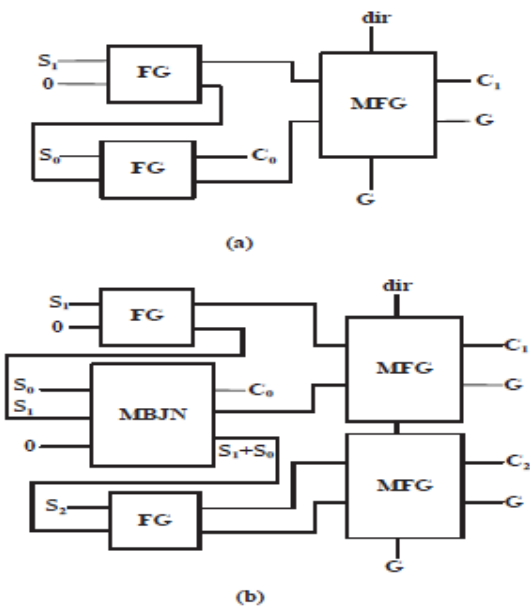 dir
S₁
0
FG
MFG
C₁
G
S₀
FG
C₀
G
(a)
dir
S₁
0
FG
C₁
MFG
G
S₀
S₁
0
MBJN
C₀
S₁+S₀
S₂
FG
MFG
C₂
G
G
(b)